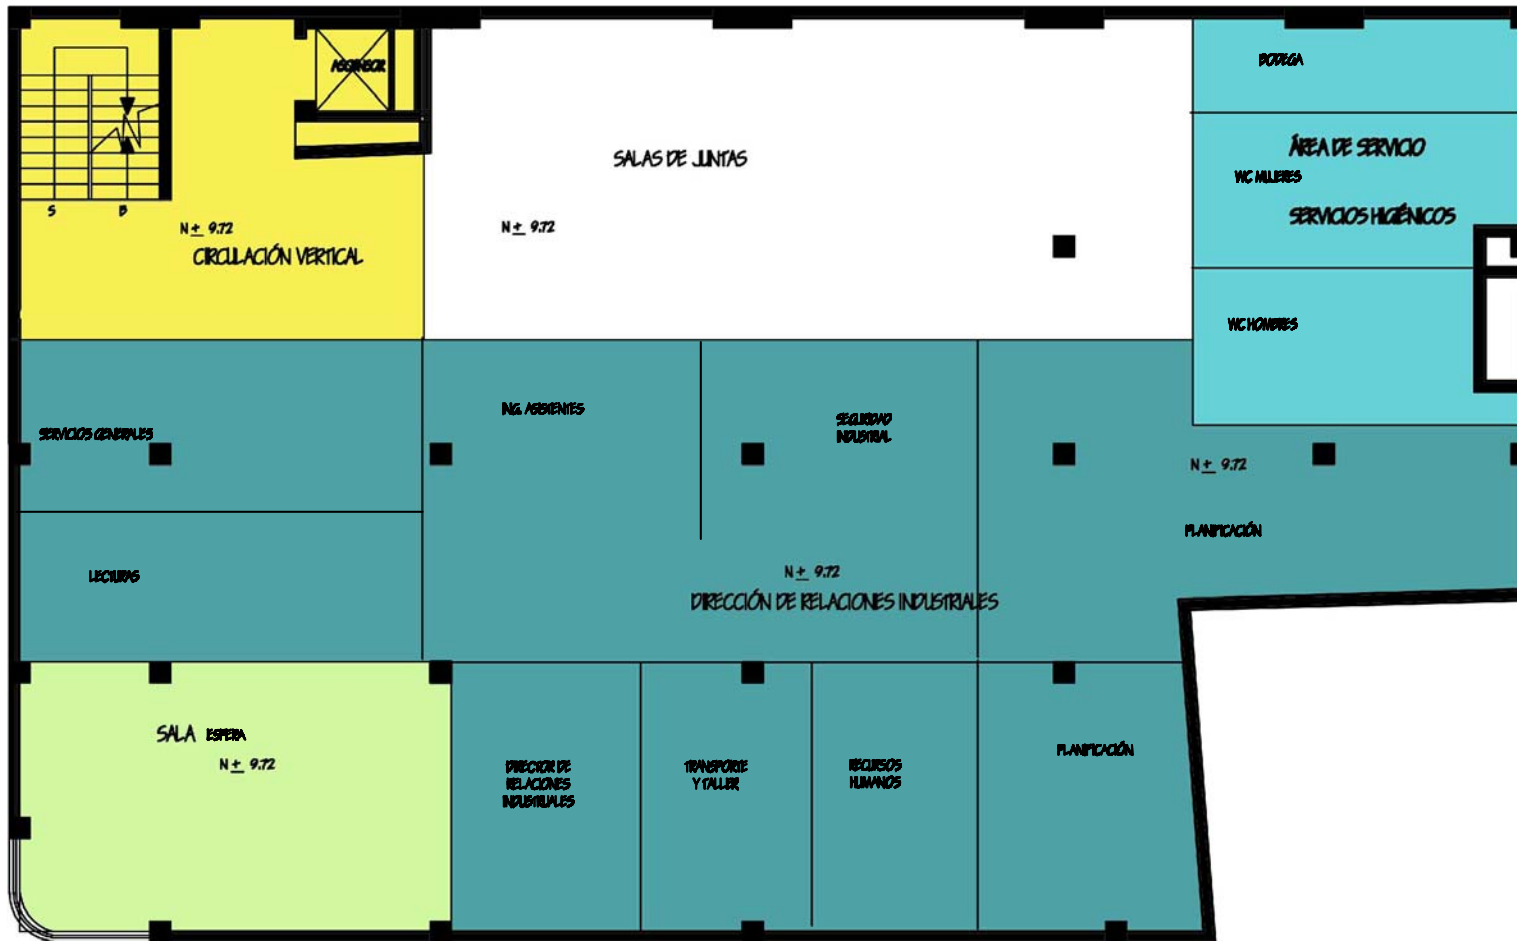 ASCENSOR
BODEGA
ÁREA DE SERVICIO
SALAS DE JUNTAS
WC MUJERES
S B
SERVICIOS HIGIÉNICOS
N± 9.72
N± 9.72
CIRCULACIÓN VERTICAL
WC HOMBRES
ING. ASISTENTES
SEGURIDAD
INDUSTRIAL
SERVICIOS GENERALES
N± 9.72
PLANIFICACIÓN
LECTURAS
N± 9.72
DIRECCIÓN DE RELACIONES INDUSTRIALES
SALA ESPERA
N± 9.72
PLANIFICACIÓN
DIRECTOR DE
RELACIONES
INDUSTRIALES
TRANSPORTE
Y TALLER
RECURSOS
HUMANOS